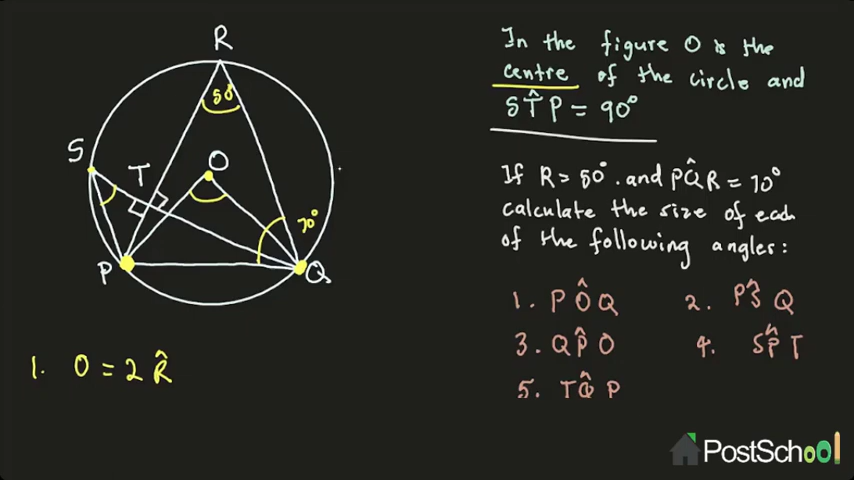 R
50°
S
T
O
70°
P
Q
1. O = 2 R̂
In the figure O is the
centre of the circle and
ST̂P = 90°
If R = 50° and PQ̂R = 70°
calculate the size of each
of the following angles:
1. PÔQ
2. PŜQ
3. QP̂O
4. SP̂T
5. TQ̂P
PostSchool